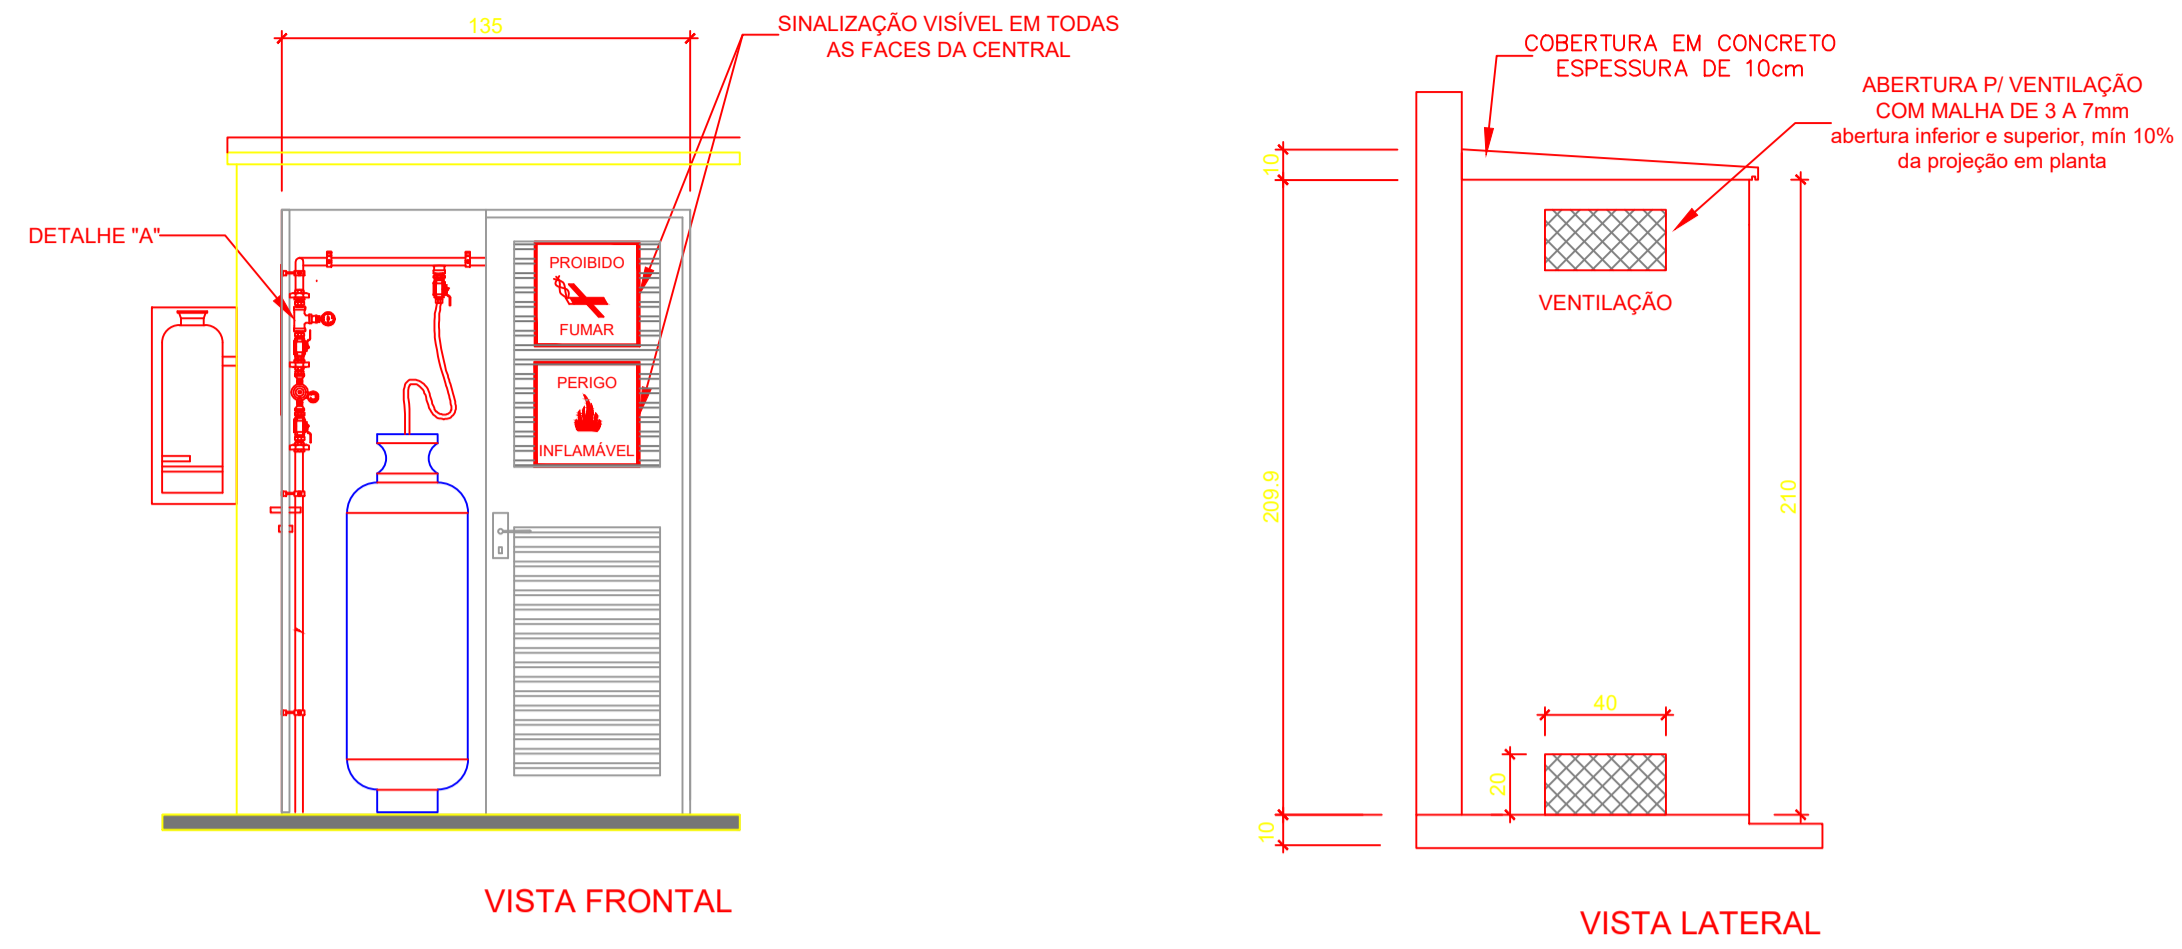 135
SINALIZAÇÃO VISÍVEL EM TODAS
AS FACES DA CENTRAL
DETALHE "A"
PROIBIDO
FUMAR
PERIGO
INFLAMÁVEL
VISTA FRONTAL
COBERTURA EM CONCRETO
ESPESSURA DE 10cm
ABERTURA P/ VENTILAÇÃO
COM MALHA DE 3 A 7mm
abertura inferior e superior, mín 10%
da projeção em planta
10
VENTILAÇÃO
209.9
210
40
20
10
VISTA LATERAL